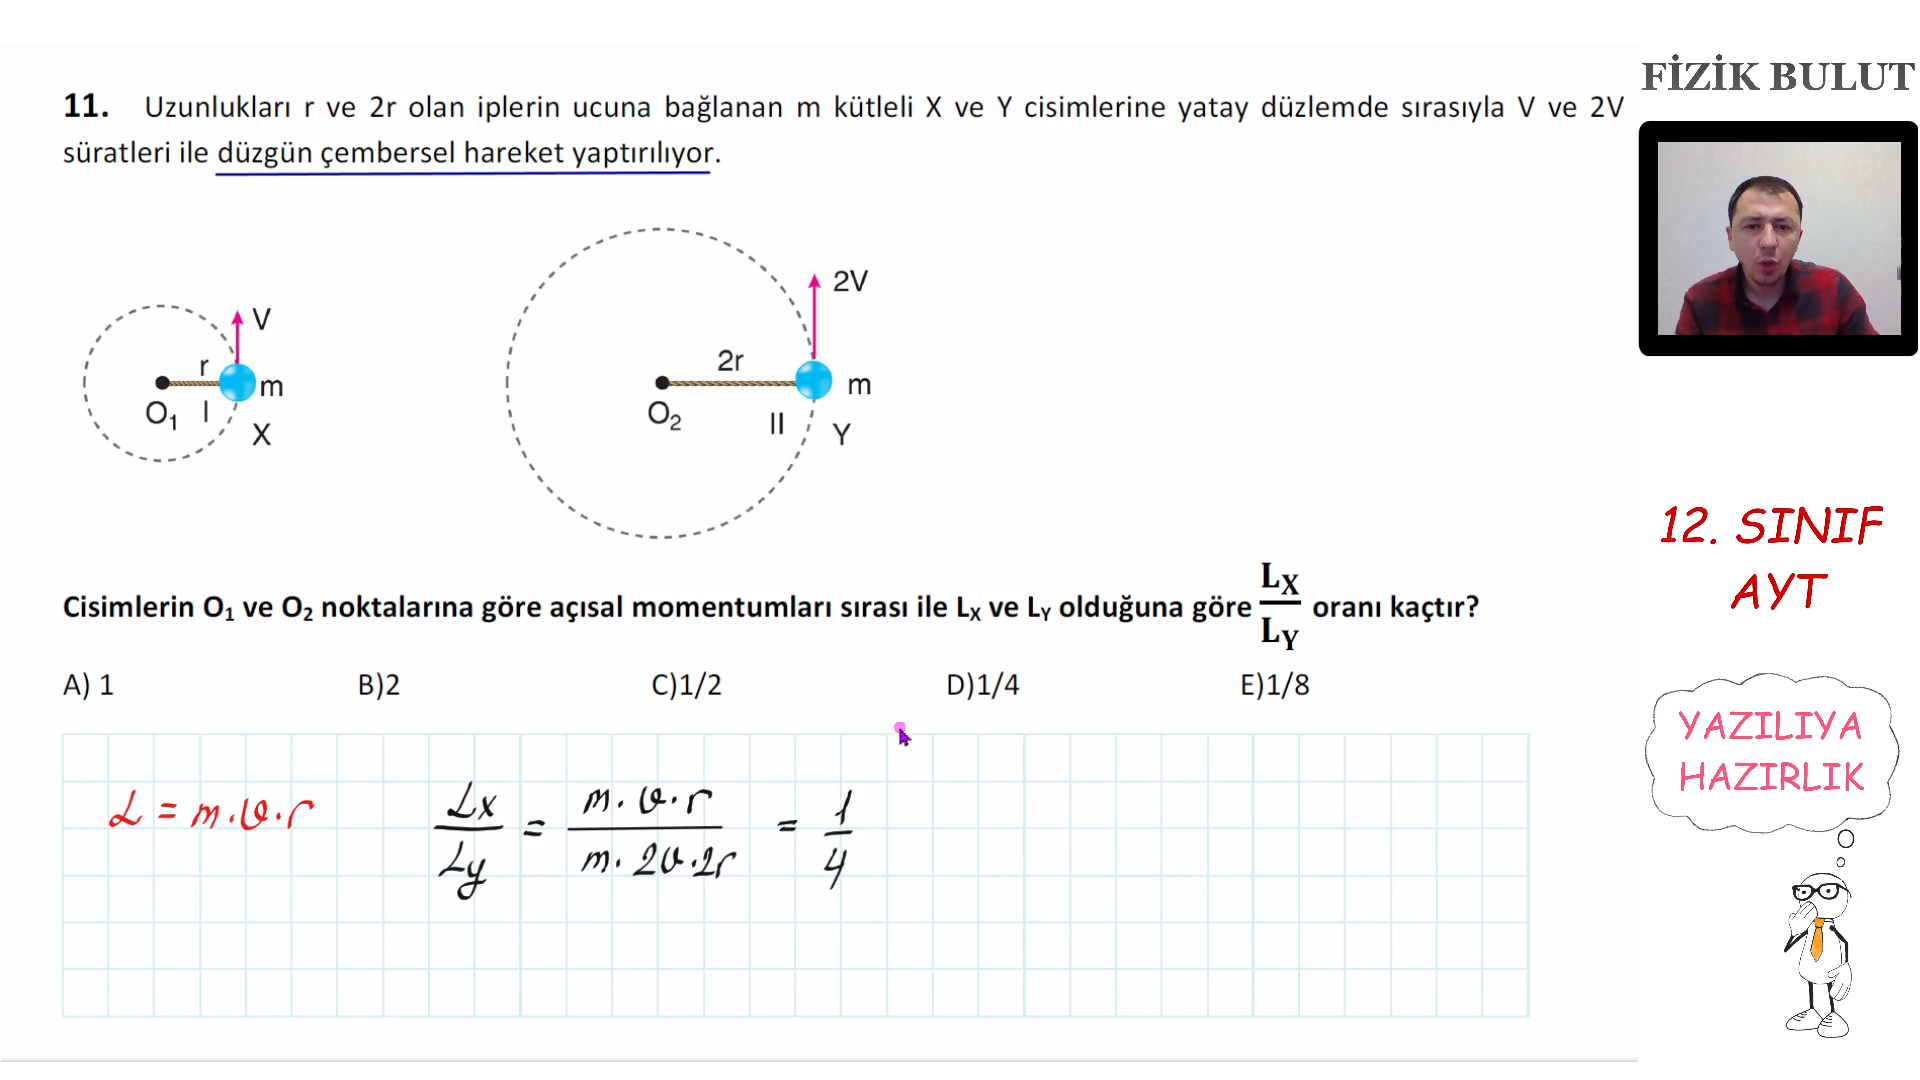 FİZİK BULUT
11. Uzunlukları r ve 2r olan iplerin ucuna bağlanan m kütleli X ve Y cisimlerine yatay düzlemde sırasıyla V ve 2V
süratleri ile düzgün çembersel hareket yaptırılıyor.
V
r
m
O₁ I
X
2V
2r
m
O₂
II
Y
Cisimlerin O₁ ve O₂ noktalarına göre açısal momentumları sırası ile Lₓ ve Lʏ olduğuna göre Lx/Lʏ oranı kaçtır?
A) 1 B)2 C)1/2 D)1/4 E)1/8
L = m.v.r
Lx/Ly = m.v.r/m.2v.2r = 1/4
12. SINIF
AYT
YAZILIYA
HAZIRLIK